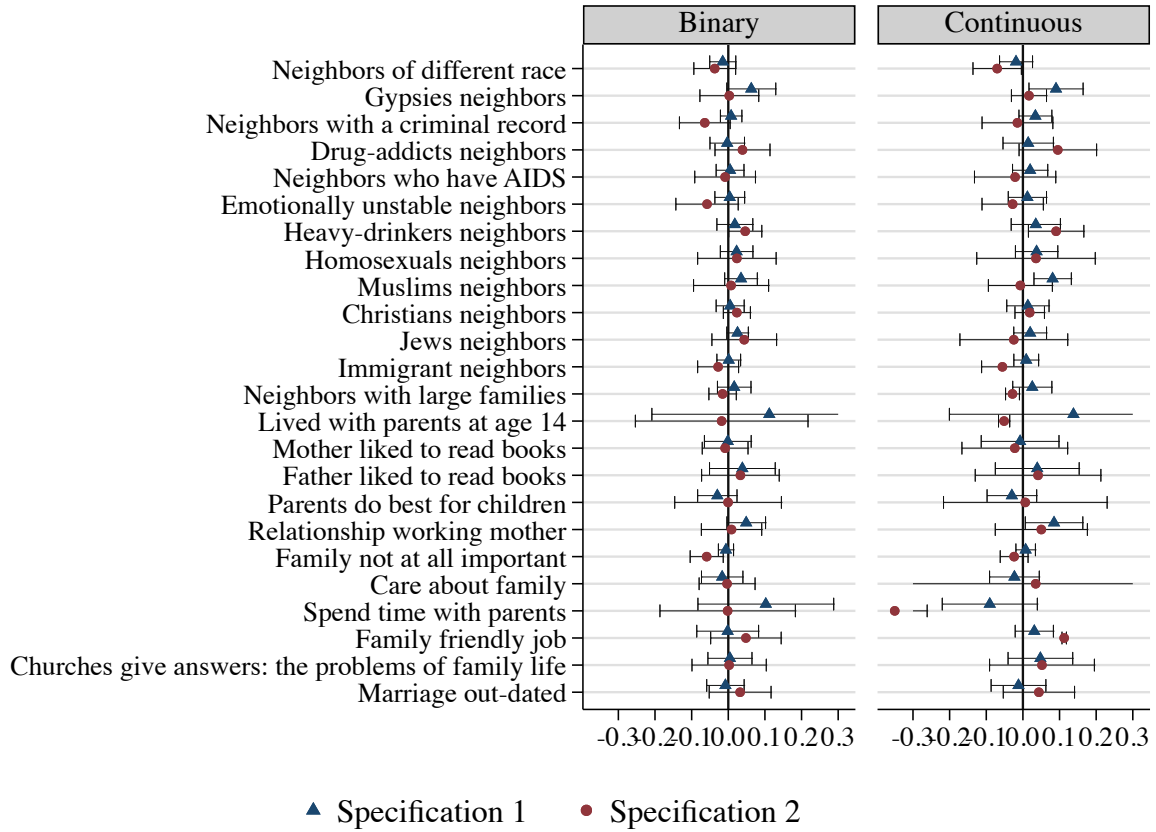 Binary
Continuous
Neighbors of different race
Gypsies neighbors
Neighbors with a criminal record
Drug-addicts neighbors
Neighbors who have AIDS
Emotionally unstable neighbors
Heavy-drinkers neighbors
Homosexuals neighbors
Muslims neighbors
Christians neighbors
Jews neighbors
Immigrant neighbors
Neighbors with large families
Lived with parents at age 14
Mother liked to read books
Father liked to read books
Parents do best for children
Relationship working mother
Family not at all important
Care about family
Spend time with parents
Family friendly job
Churches give answers: the problems of family life
Marriage out-dated
-0.3 -0.2 -0.1 0.0 0.1 0.2 0.3
-0.3 -0.2 -0.1 0.0 0.1 0.2 0.3
Specification 1
Specification 2